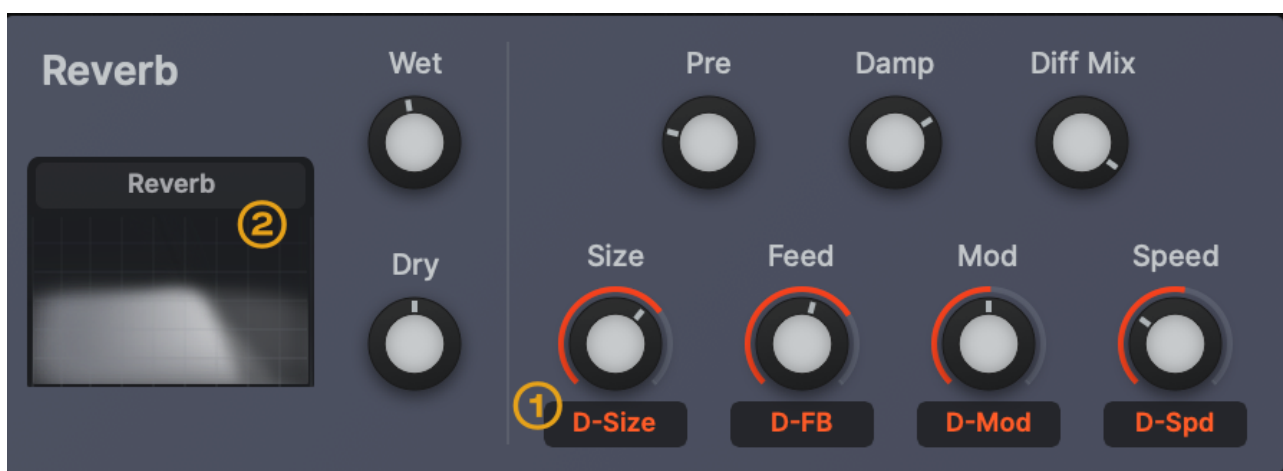 Reverb
Wet
Pre
Damp
Diff Mix
Reverb
②
Dry
Size
Feed
Mod
Speed
①
D-Size
D-FB
D-Mod
D-Spd